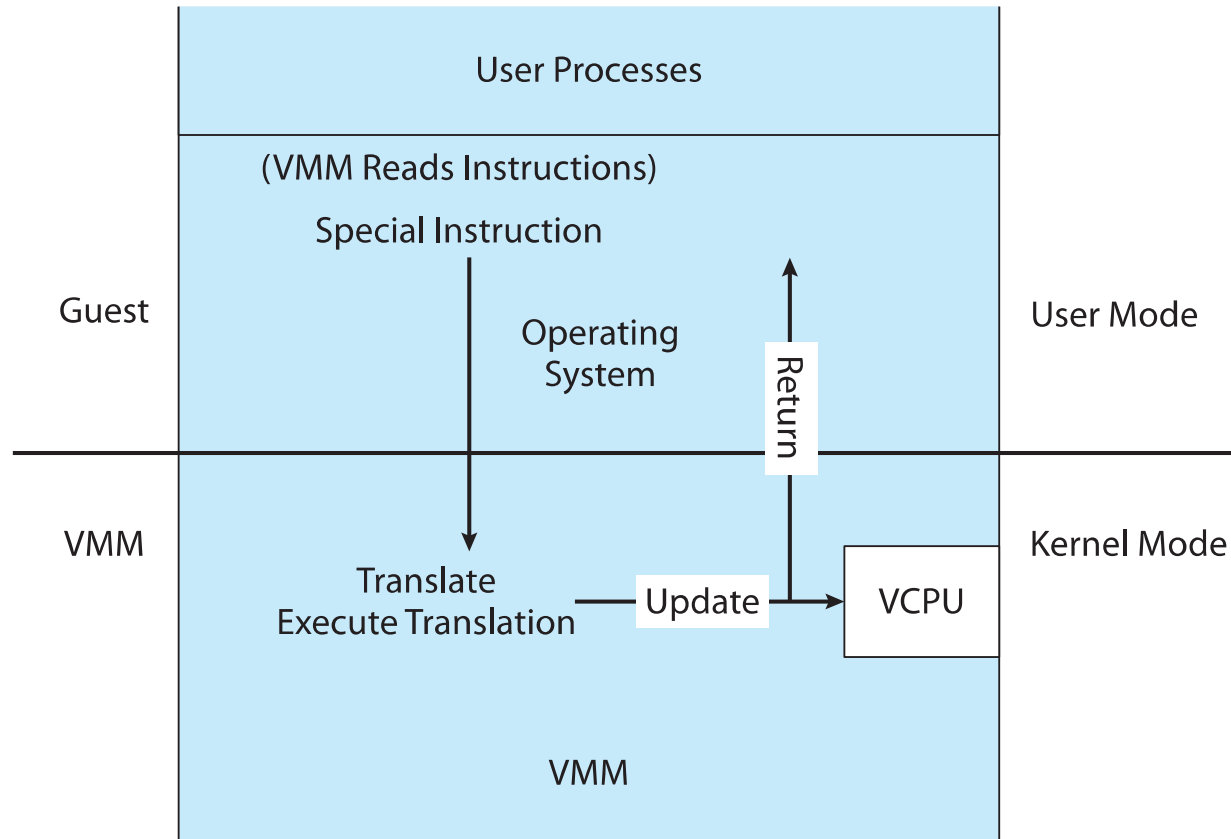 User Processes
(VMM Reads Instructions)
Special Instruction
Guest
Operating
System
Return
User Mode
VMM
Kernel Mode
Translate
Execute Translation
Update
VCPU
VMM